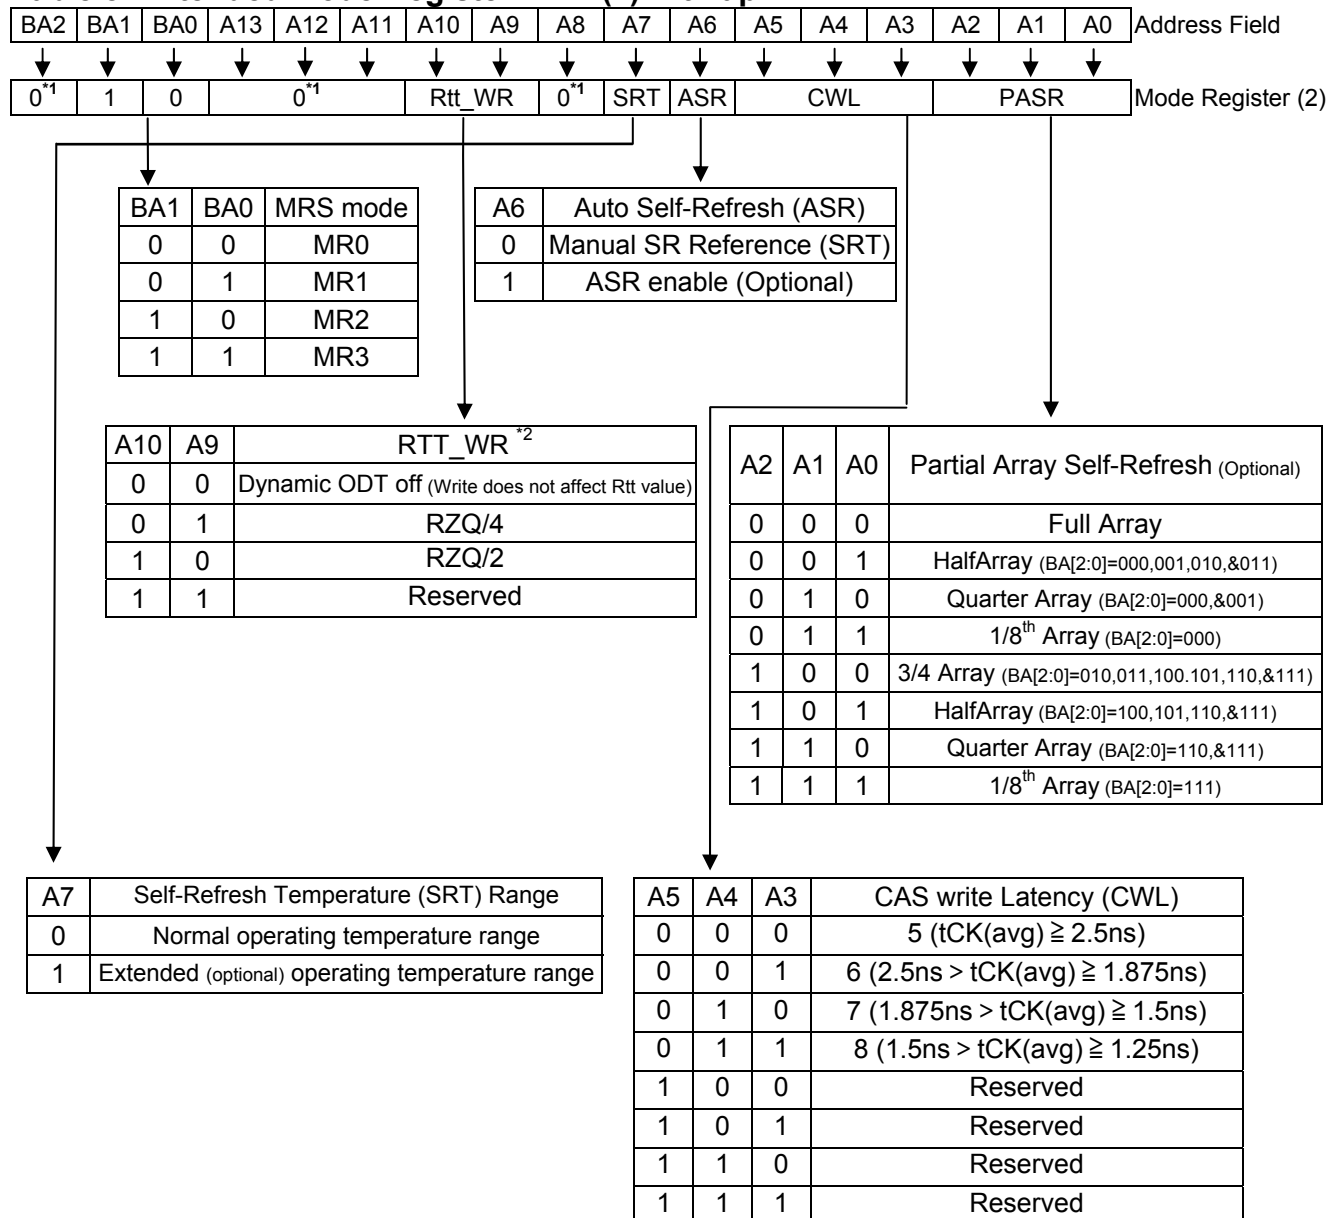 BA2 BA1 BA0 A13 A12 A11 A10 A9 A8 A7 A6 A5 A4 A3 A2 A1 A0 Address Field
0*1 1 0 0*1 Rtt_WR 0*1 SRT ASR CWL PASR Mode Register (2)
BA1 BA0 MRS mode
0 0 MR0
0 1 MR1
1 0 MR2
1 1 MR3
A6 Auto Self-Refresh (ASR)
0 Manual SR Reference (SRT)
1 ASR enable (Optional)
A10 A9 RTT_WR *2
0 0 Dynamic ODT off (Write does not affect Rtt value)
0 1 RZQ/4
1 0 RZQ/2
1 1 Reserved
A2 A1 A0 Partial Array Self-Refresh (Optional)
0 0 0 Full Array
0 0 1 HalfArray (BA[2:0]=000,001,010,&011)
0 1 0 Quarter Array (BA[2:0]=000,&001)
0 1 1 1/8th Array (BA[2:0]=000)
1 0 0 3/4 Array (BA[2:0]=010,011,100.101,110,&111)
1 0 1 HalfArray (BA[2:0]=100,101,110,&111)
1 1 0 Quarter Array (BA[2:0]=110,&111)
1 1 1 1/8th Array (BA[2:0]=111)
A7 Self-Refresh Temperature (SRT) Range
0 Normal operating temperature range
1 Extended (optional) operating temperature range
A5 A4 A3 CAS write Latency (CWL)
0 0 0 5 (tCK(avg) ≧ 2.5ns)
0 0 1 6 (2.5ns > tCK(avg) ≧ 1.875ns)
0 1 0 7 (1.875ns > tCK(avg) ≧ 1.5ns)
0 1 1 8 (1.5ns > tCK(avg) ≧ 1.25ns)
1 0 0 Reserved
1 0 1 Reserved
1 1 0 Reserved
1 1 1 Reserved